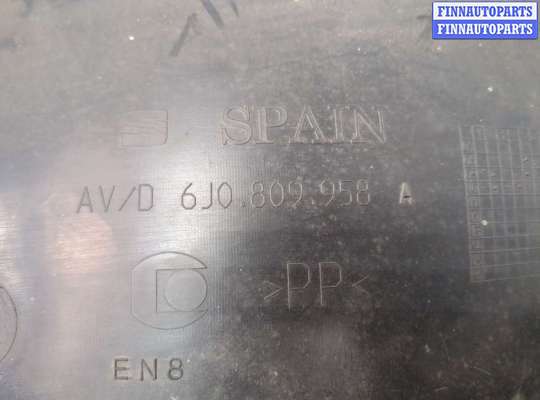 FINNAUTOPARTS
FINNAUTOPARTS
SPAIN
AV/D 6J0.809.958 A
>PP<
EN8